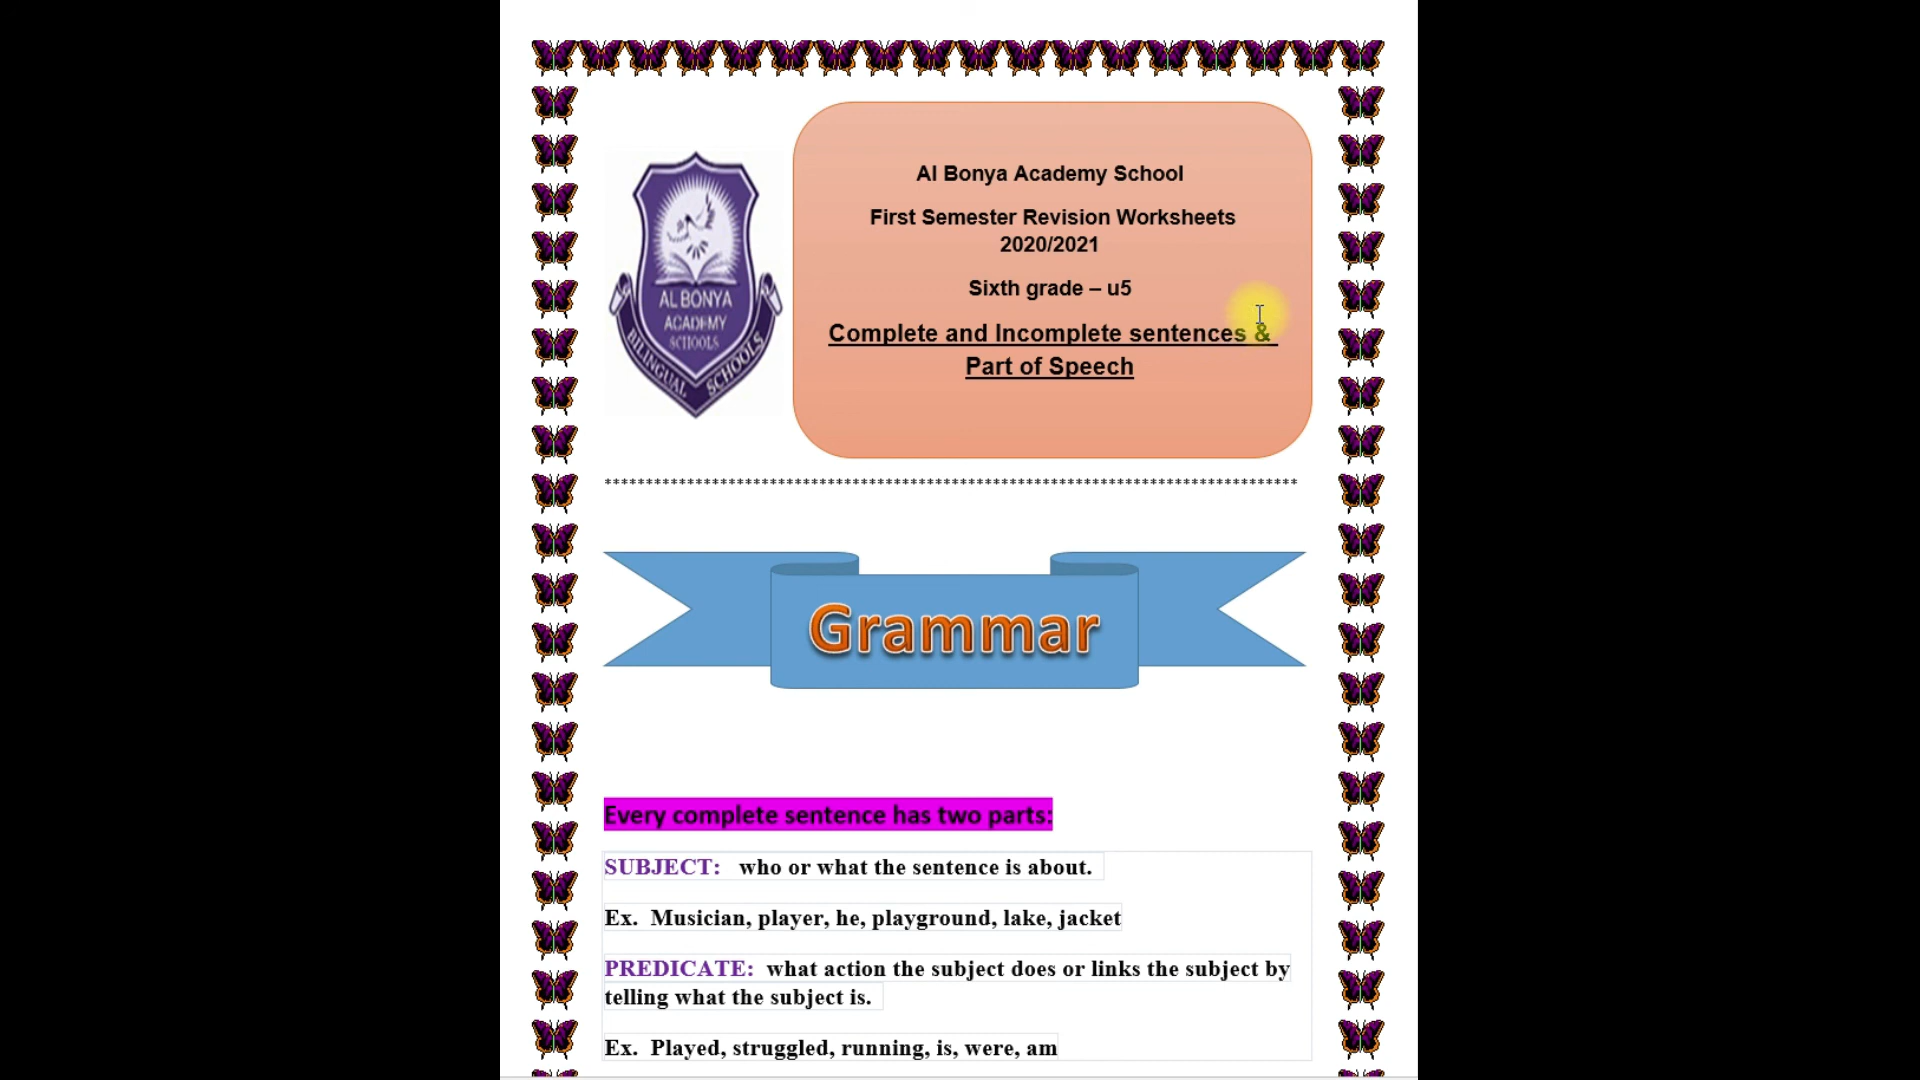 AL BONYA
ACADEMY
SCHOOLS
BILINGUAL SCHOOLS
Al Bonya Academy School
First Semester Revision Worksheets
2020/2021
Sixth grade – u5
Complete and Incomplete sentences &
Part of Speech
************************************************************************************
Grammar
Every complete sentence has two parts:
SUBJECT: who or what the sentence is about.
Ex. Musician, player, he, playground, lake, jacket
PREDICATE: what action the subject does or links the subject by
telling what the subject is.
Ex. Played, struggled, running, is, were, am